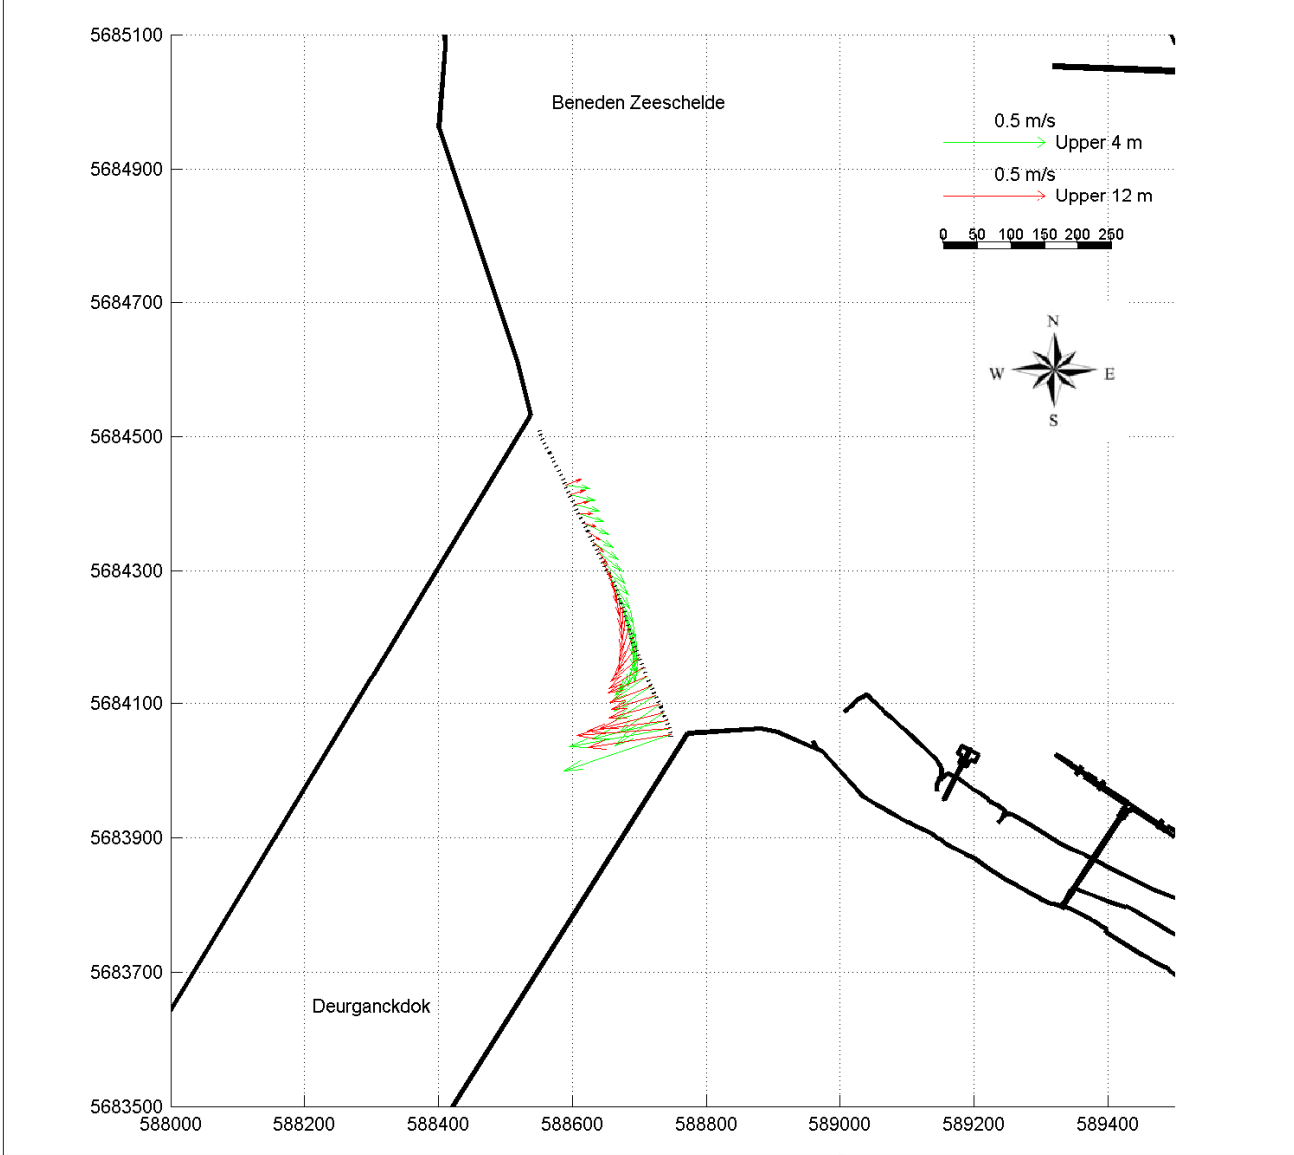 5685100
Beneden Zeeschelde
0.5 m/s
Upper 4 m
5684900
0.5 m/s
Upper 12 m
0 50 100 150 200 250
5684700
N
W E
S
5684500
5684300
5684100
5683900
5683700
Deurganckdok
5683500
588000 588200 588400 588600 588800 589000 589200 589400